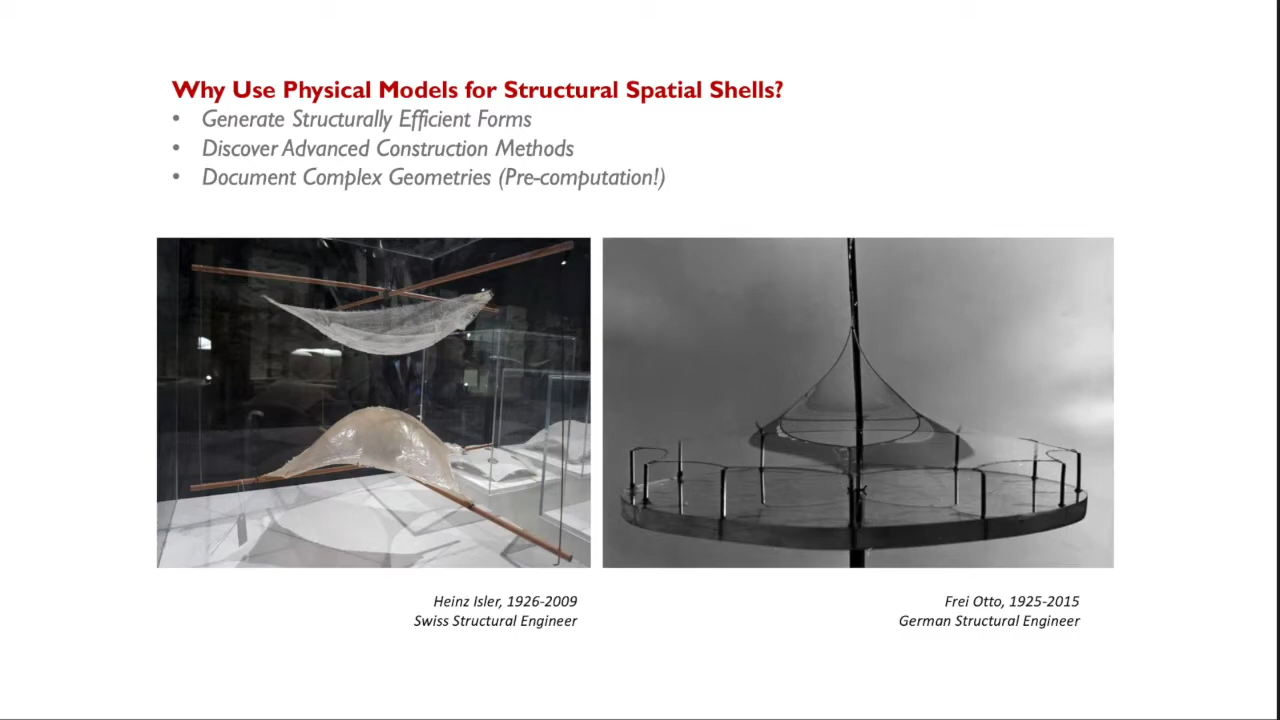 Why Use Physical Models for Structural Spatial Shells?
• Generate Structurally Efficient Forms
• Discover Advanced Construction Methods
• Document Complex Geometries (Pre-computation!)
Heinz Isler, 1926-2009
Swiss Structural Engineer
Frei Otto, 1925-2015
German Structural Engineer